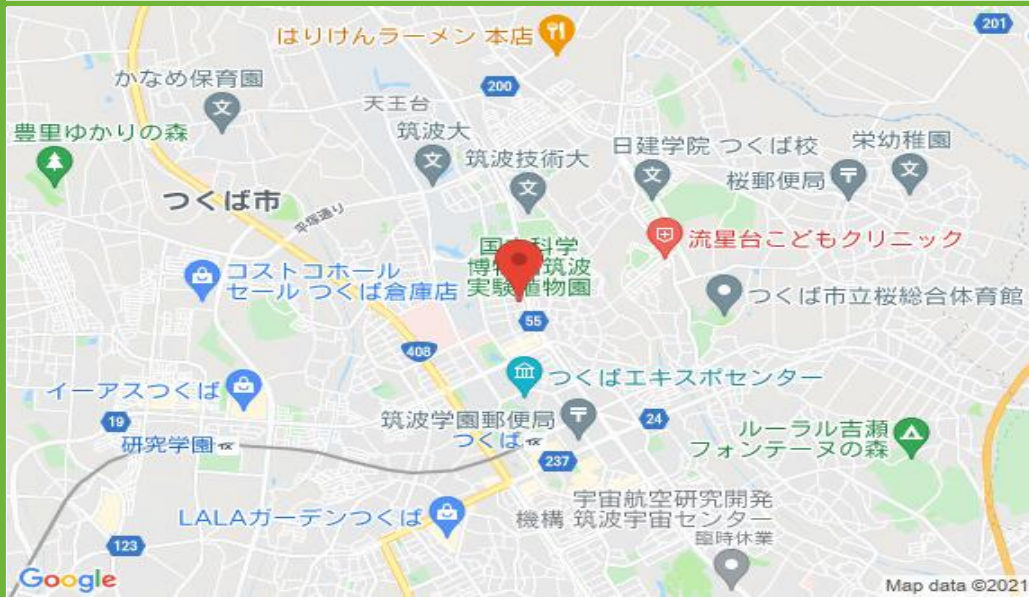 201
はりけんラーメン 本店
200
かなめ保育園
天王台
豊里ゆかりの森
筑波大
筑波技術大
日建学院 つくば校
栄幼稚園
桜郵便局
つくば市
平塚通り
流星台こどもクリニック
国 科学
博物 筑波
実験植物園
コストコホール
セール つくば倉庫店
つくば市立桜総合体育館
55
408
つくばエキスポセンター
イーアスつくば
19
筑波学園郵便局
24
ルーラル吉瀬
フォンテーヌの森
研究学園
つくば
237
宇宙航空研究開発
機構 筑波宇宙センター
臨時休業
LALAガーデンつくば
123
Google
Map data ©2021